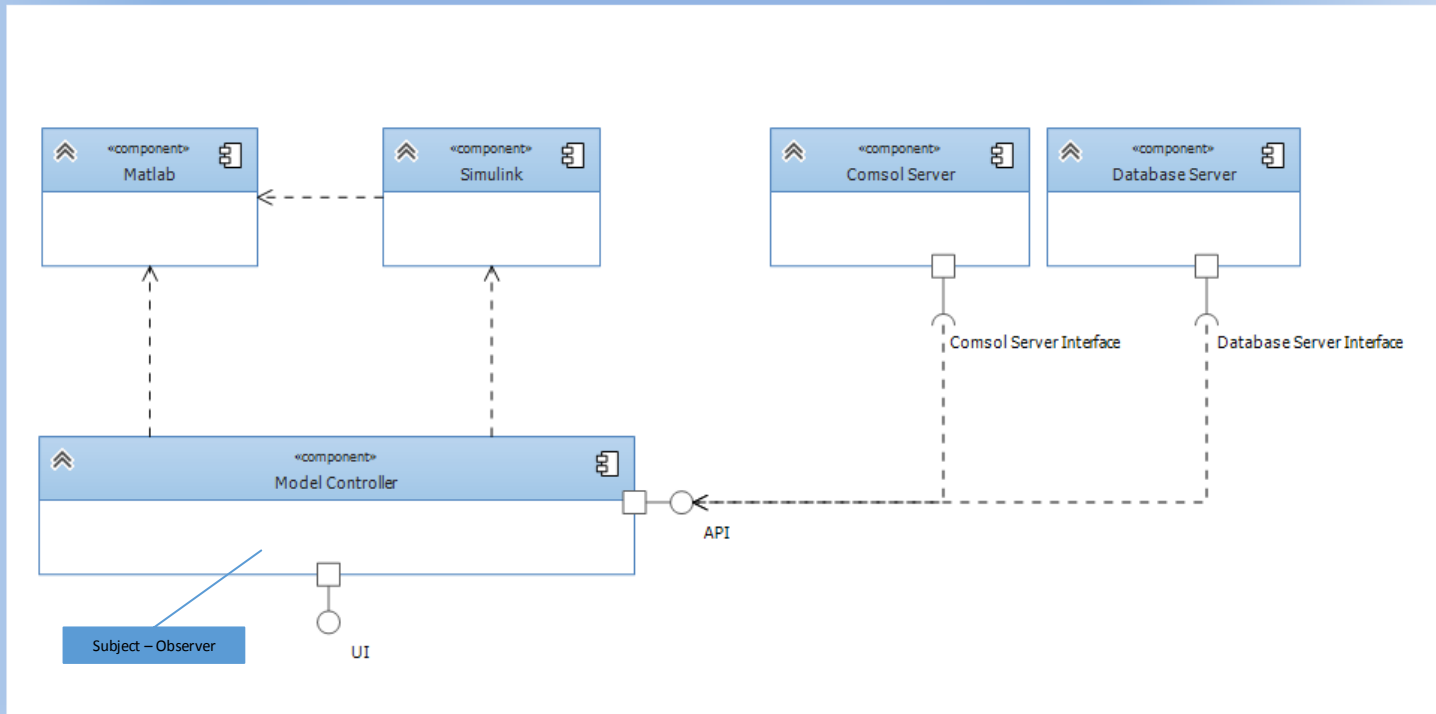 «component»
Matlab
«component»
Simulink
«component»
Comsol Server
«component»
Database Server
Comsol Server Interface
Database Server Interface
«component»
Model Controller
API
Subject – Observer
UI